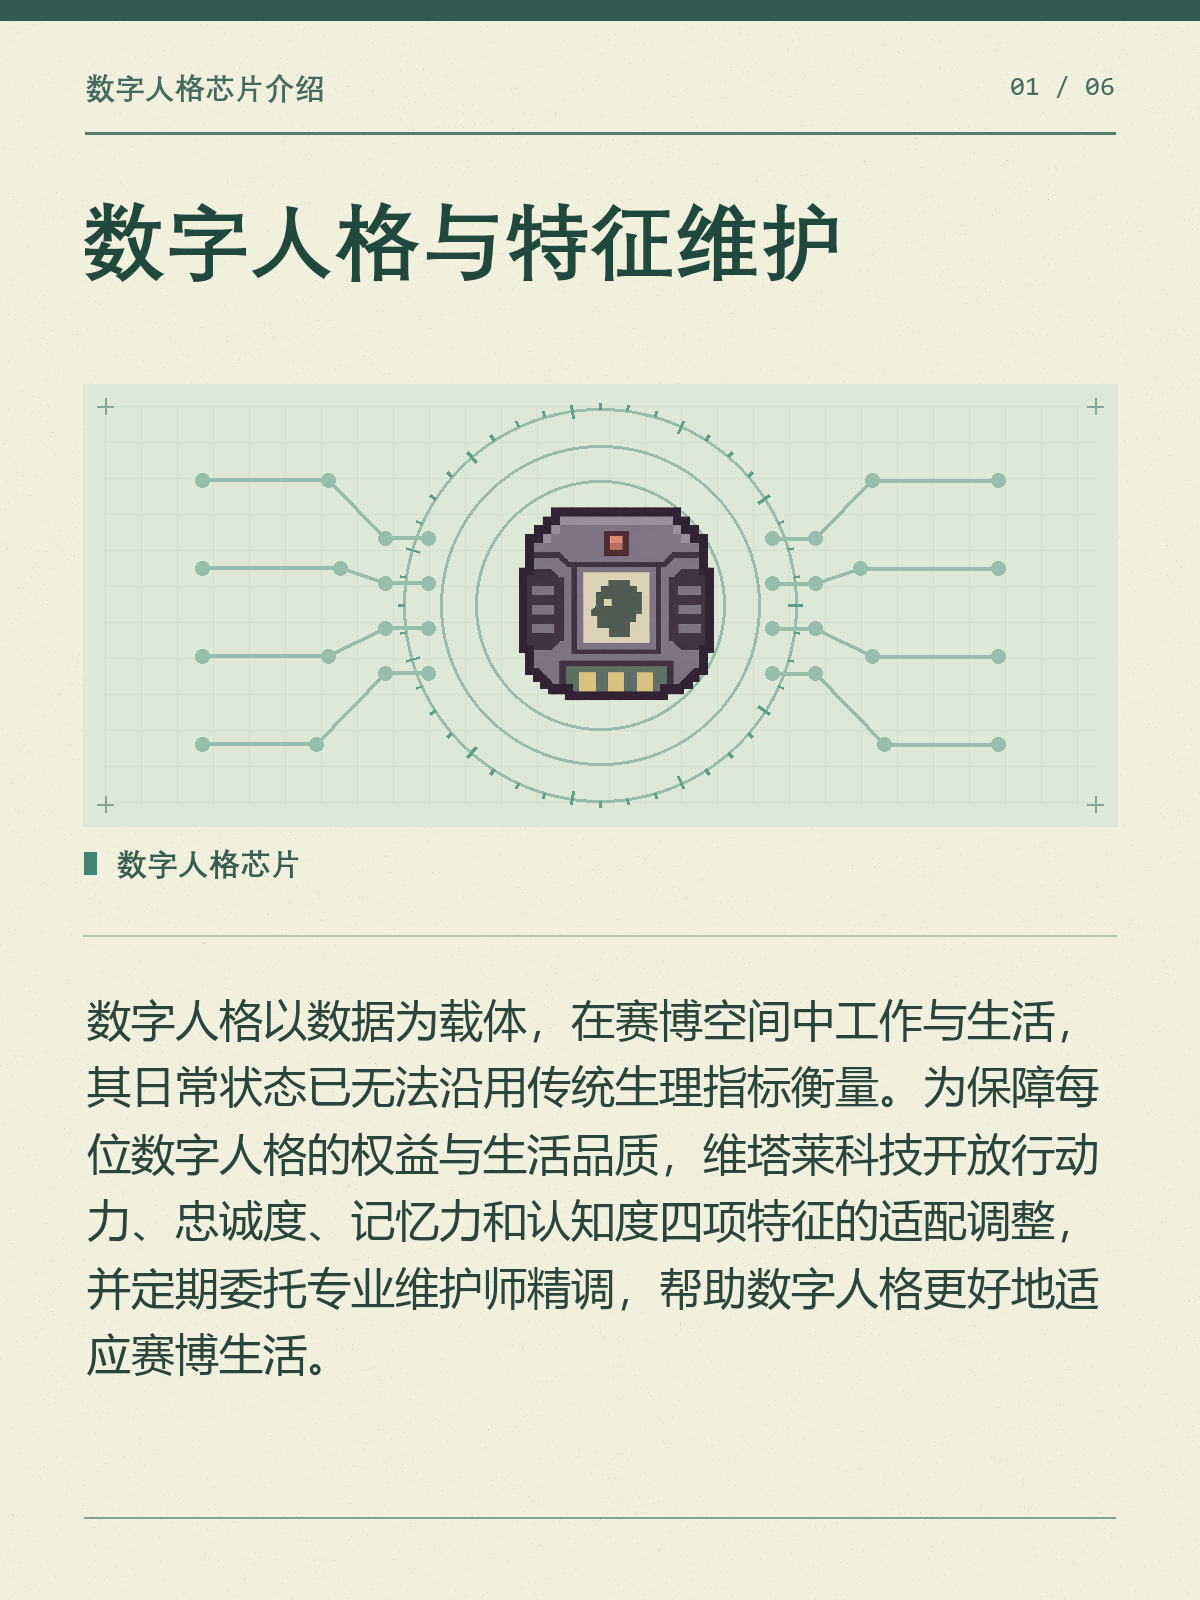 数字人格芯片介绍
01 / 06
数字人格与特征维护
数字人格芯片
数字人格以数据为载体，在赛博空间中工作与生活，
其日常状态已无法沿用传统生理指标衡量。为保障每
位数字人格的权益与生活品质，维塔莱科技开放行动
力、忠诚度、记忆力和认知度四项特征的适配调整，
并定期委托专业维护师精调，帮助数字人格更好地适
应赛博生活。